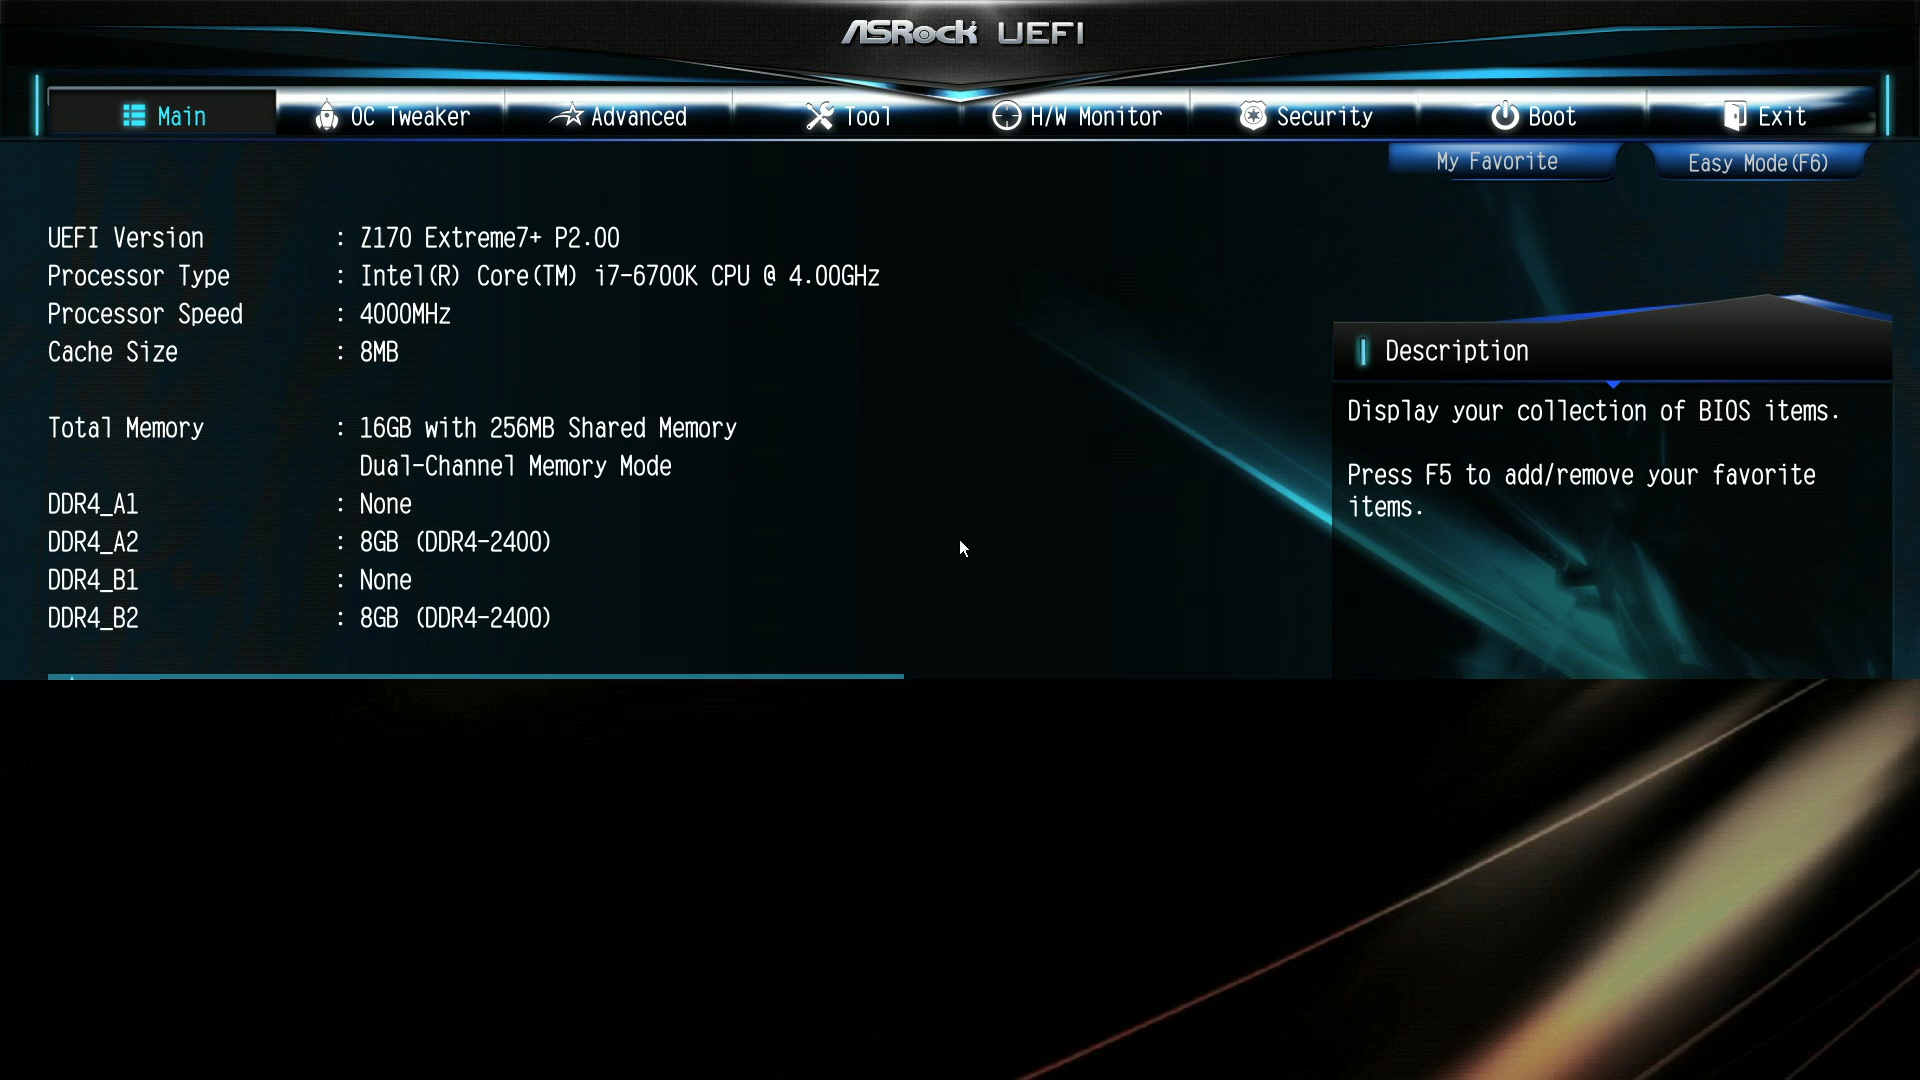 ASRock UEFI
Main OC Tweaker Advanced Tool H/W Monitor Security Boot Exit
My Favorite Easy Mode(F6)
UEFI Version : Z170 Extreme7+ P2.00
Processor Type : Intel(R) Core(TM) i7-6700K CPU @ 4.00GHz
Processor Speed : 4000MHz
Cache Size : 8MB
Total Memory : 16GB with 256MB Shared Memory
Dual-Channel Memory Mode
DDR4_A1 : None
DDR4_A2 : 8GB (DDR4-2400)
DDR4_B1 : None
DDR4_B2 : 8GB (DDR4-2400)
Description
Display your collection of BIOS items.
Press F5 to add/remove your favorite
items.